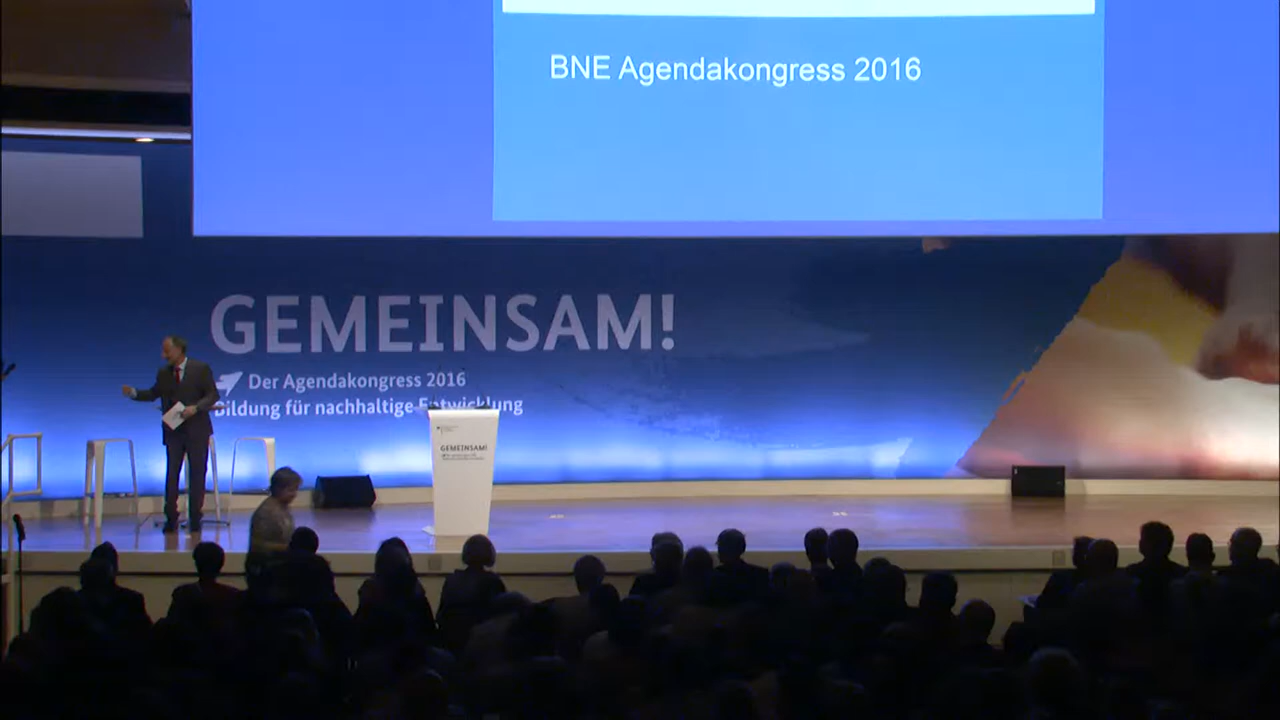 BNE Agendakongress 2016
GEMEINSAM!
Der Agendakongress 2016
Bildung für nachhaltige Entwicklung
GEMEINSAM!